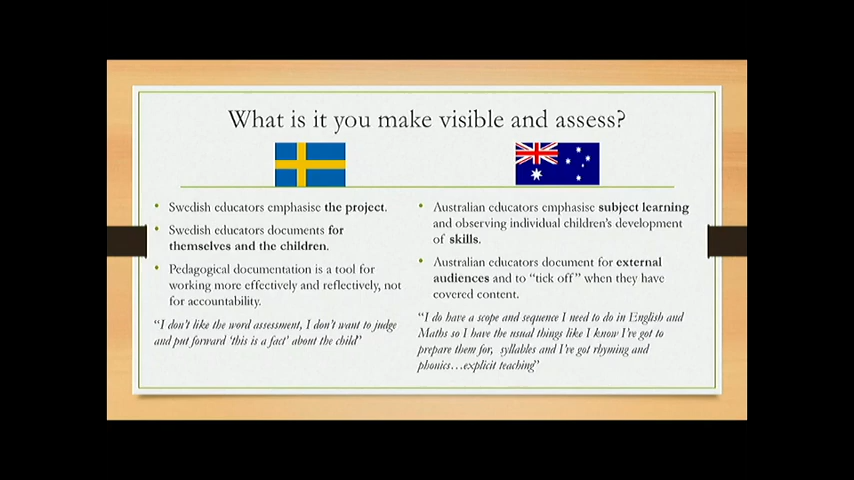 What is it you make visible and assess?
• Swedish educators emphasise the project.
• Swedish educators documents for
themselves and the children.
• Pedagogical documentation is a tool for
working more effectively and reflectively, not
for accountability.
“I don’t like the word assessment, I don’t want to judge
and put forward ‘this is a fact’ about the child”
• Australian educators emphasise subject learning
and observing individual children’s development
of skills.
• Australian educators document for external
audiences and to “tick off” when they have
covered content.
“I do have a scope and sequence I need to do in English and
Maths so I have the usual things like I know I’ve got to
prepare them for, syllables and I’ve got rhyming and
phonics…explicit teaching”